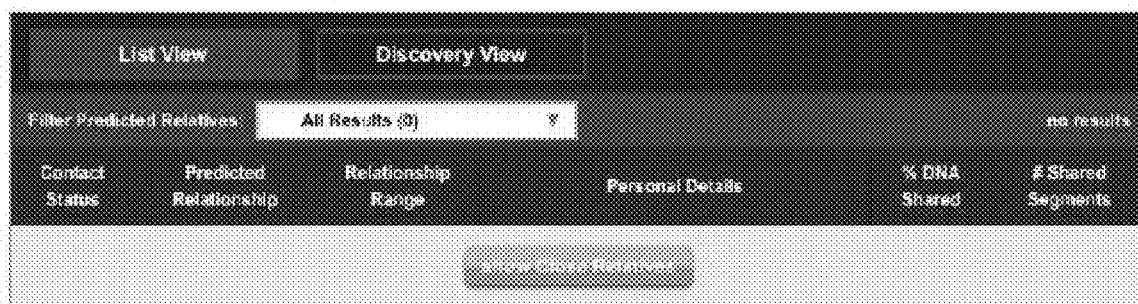 List View
Discovery View
Filter Predicted Relatives:
All Results (0)
no results
Contact
Status
Predicted
Relationship
Relationship
Range
Personal Details
% DNA
Shared
# Shared
Segments